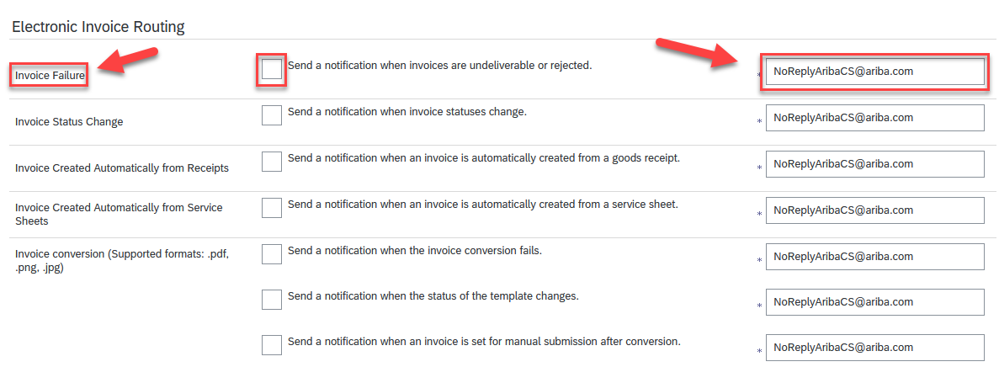 Electronic Invoice Routing
Invoice Failure
Send a notification when invoices are undeliverable or rejected.
* NoReplyAribaCS@ariba.com
Invoice Status Change
Send a notification when invoice statuses change.
* NoReplyAribaCS@ariba.com
Invoice Created Automatically from Receipts
Send a notification when an invoice is automatically created from a goods receipt.
* NoReplyAribaCS@ariba.com
Invoice Created Automatically from Service
Sheets
Send a notification when an invoice is automatically created from a service sheet.
* NoReplyAribaCS@ariba.com
Invoice conversion (Supported formats: .pdf,
.png, .jpg)
Send a notification when the invoice conversion fails.
* NoReplyAribaCS@ariba.com
Send a notification when the status of the template changes.
* NoReplyAribaCS@ariba.com
Send a notification when an invoice is set for manual submission after conversion.
* NoReplyAribaCS@ariba.com